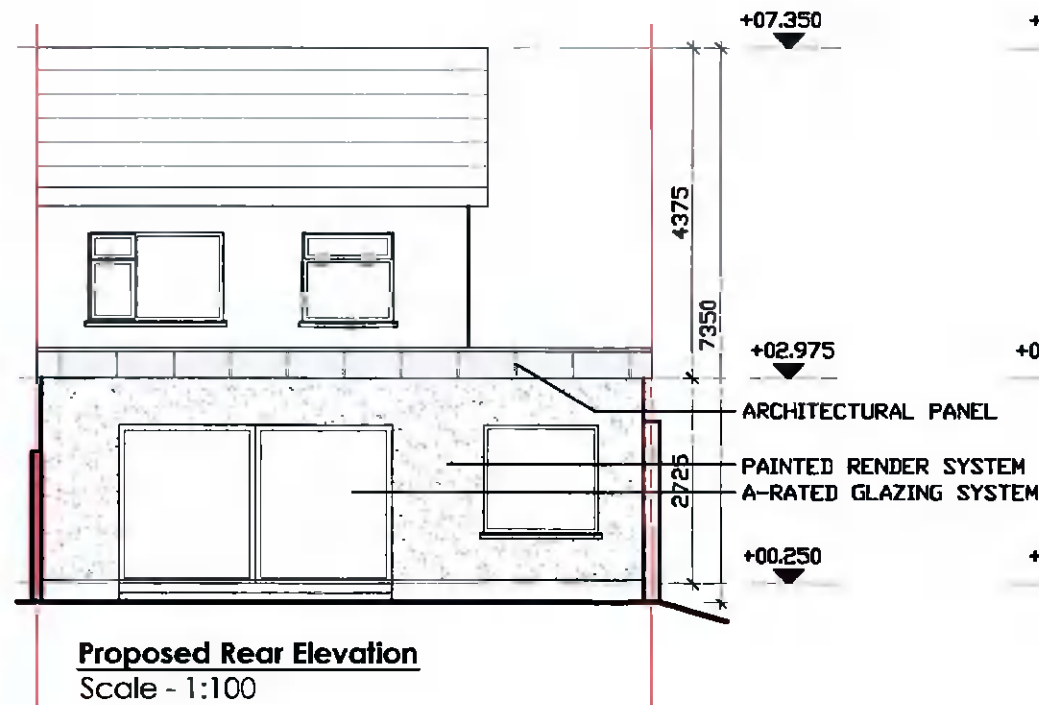 +07.350
4375
7350
+02.975
ARCHITECTURAL PANEL
PAINTED RENDER SYSTEM
2725
A-RATED GLAZING SYSTEM
+00.250
Proposed Rear Elevation
Scale - 1:100